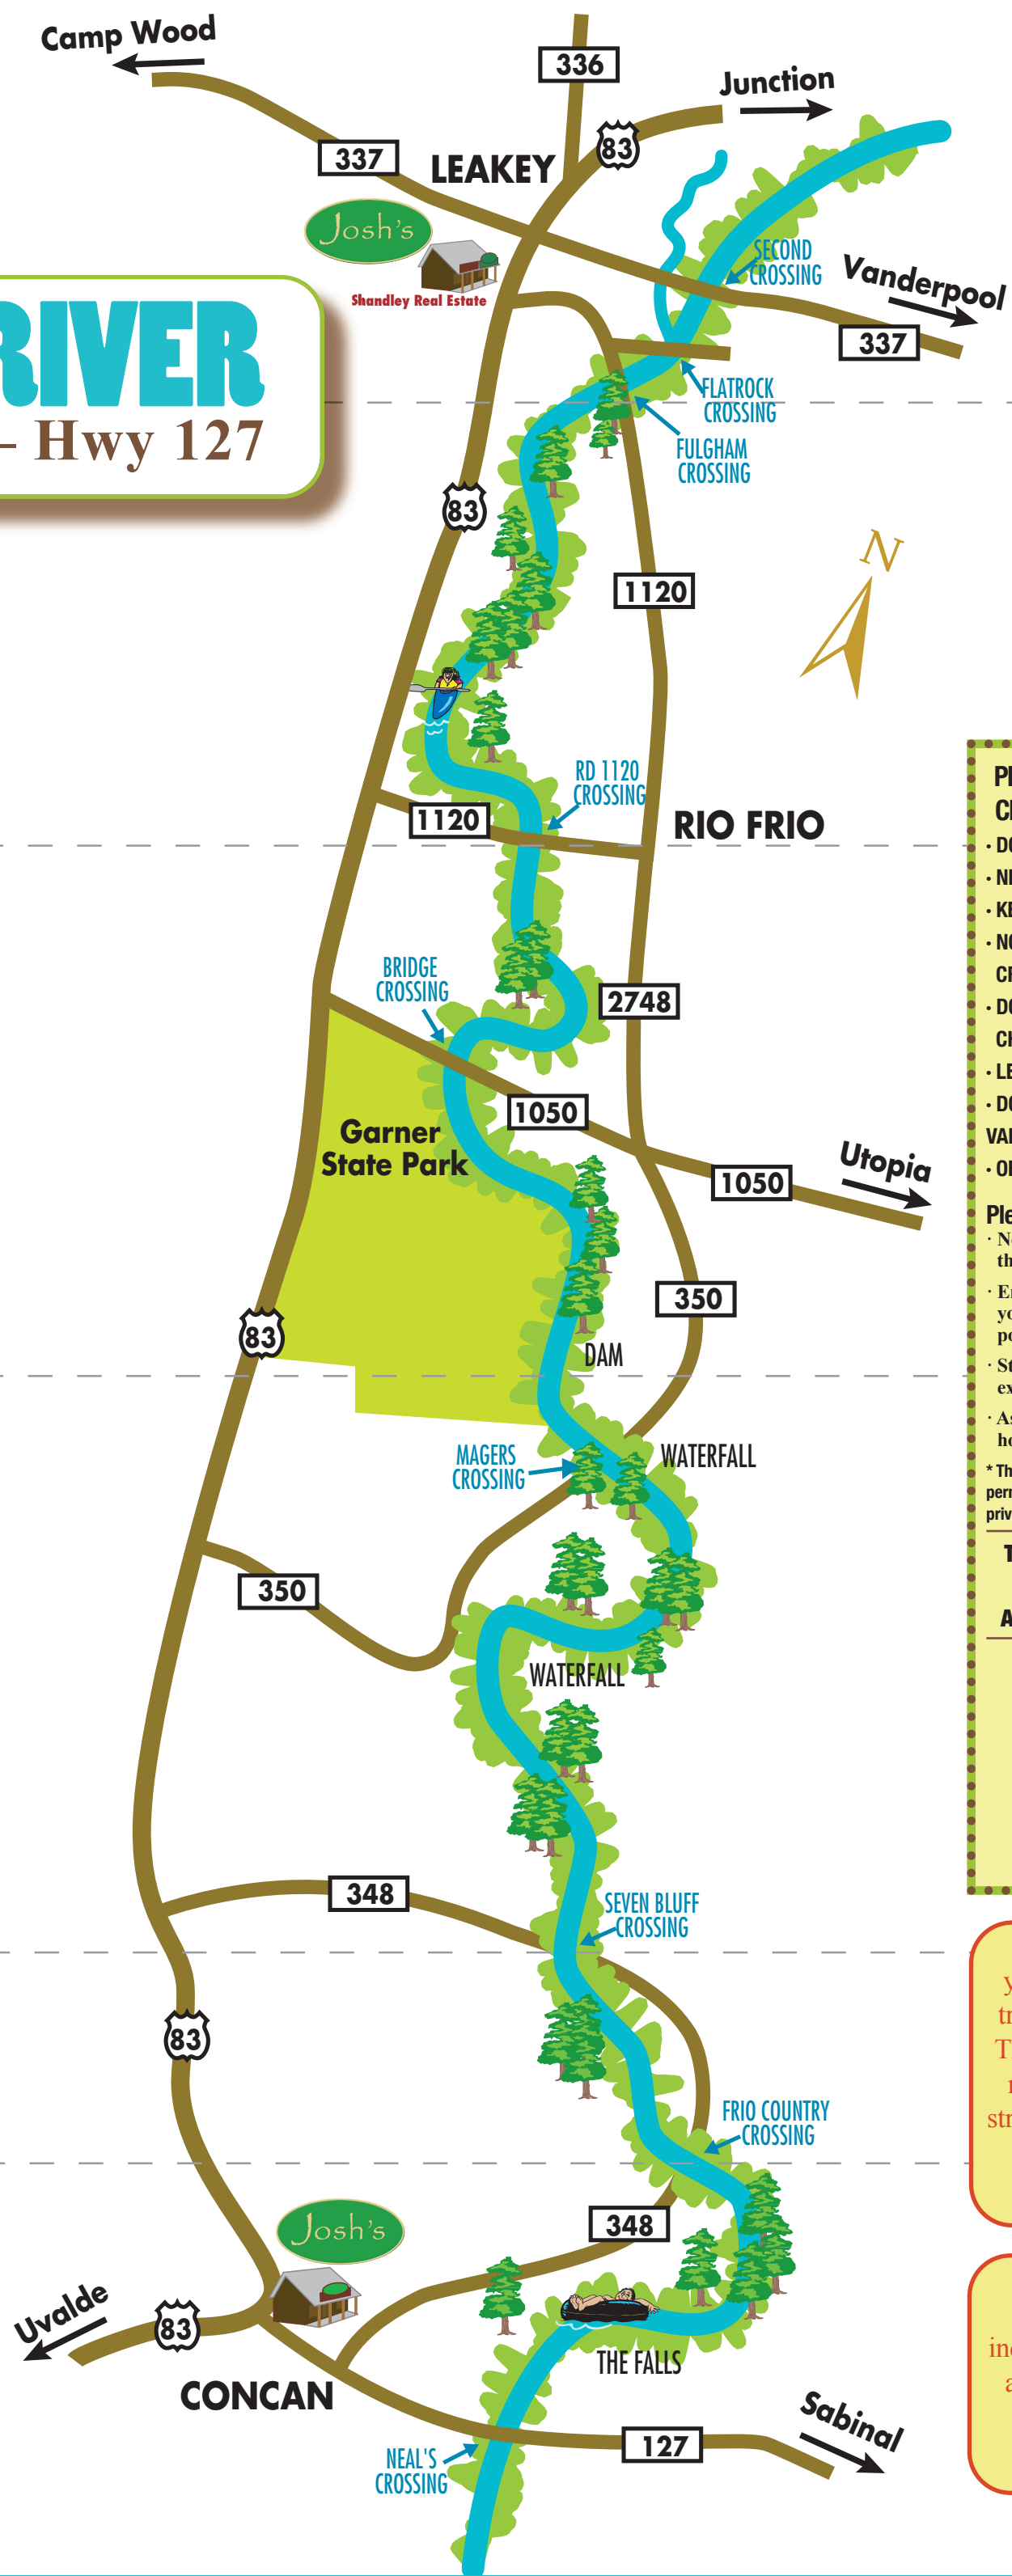 Camp Wood
336
Junction
83
337
LEAKEY
Josh's
SECOND
CROSSING
Vanderpool
Shandley Real Estate
337
RIVER
– Hwy 127
FLATROCK
CROSSING
FULGHAM
CROSSING
83
N
1120
RD 1120
CROSSING
1120
RIO FRIO
BRIDGE
CROSSING
2748
1050
Garner
State Park
Utopia
1050
350
83
DAM
MAGERS
CROSSING
WATERFALL
350
WATERFALL
348
SEVEN BLUFF
CROSSING
83
FRIO COUNTRY
CROSSING
348
Josh's
Uvalde
83
THE FALLS
CONCAN
Sabinal
127
NEAL'S
CROSSING